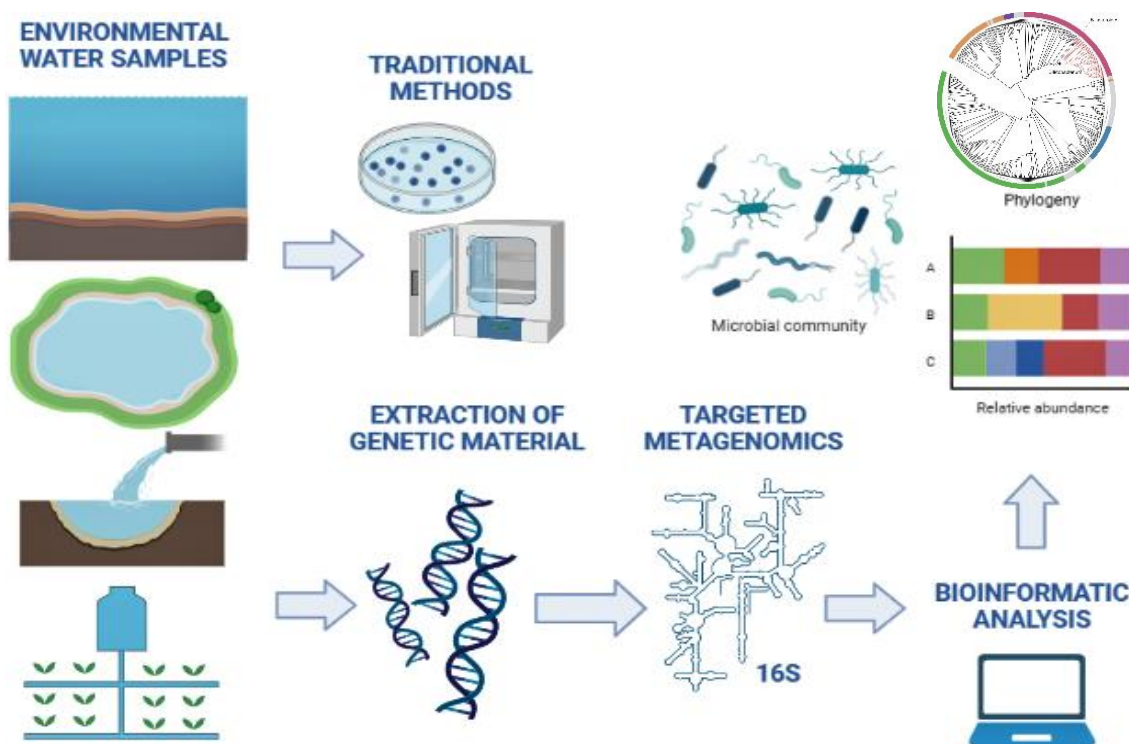 ENVIRONMENTAL
WATER SAMPLES
TRADITIONAL
METHODS
Microbial community
Phylogeny
A
B
C
Relative abundance
EXTRACTION OF
GENETIC MATERIAL
TARGETED
METAGENOMICS
16S
BIOINFORMATIC
ANALYSIS